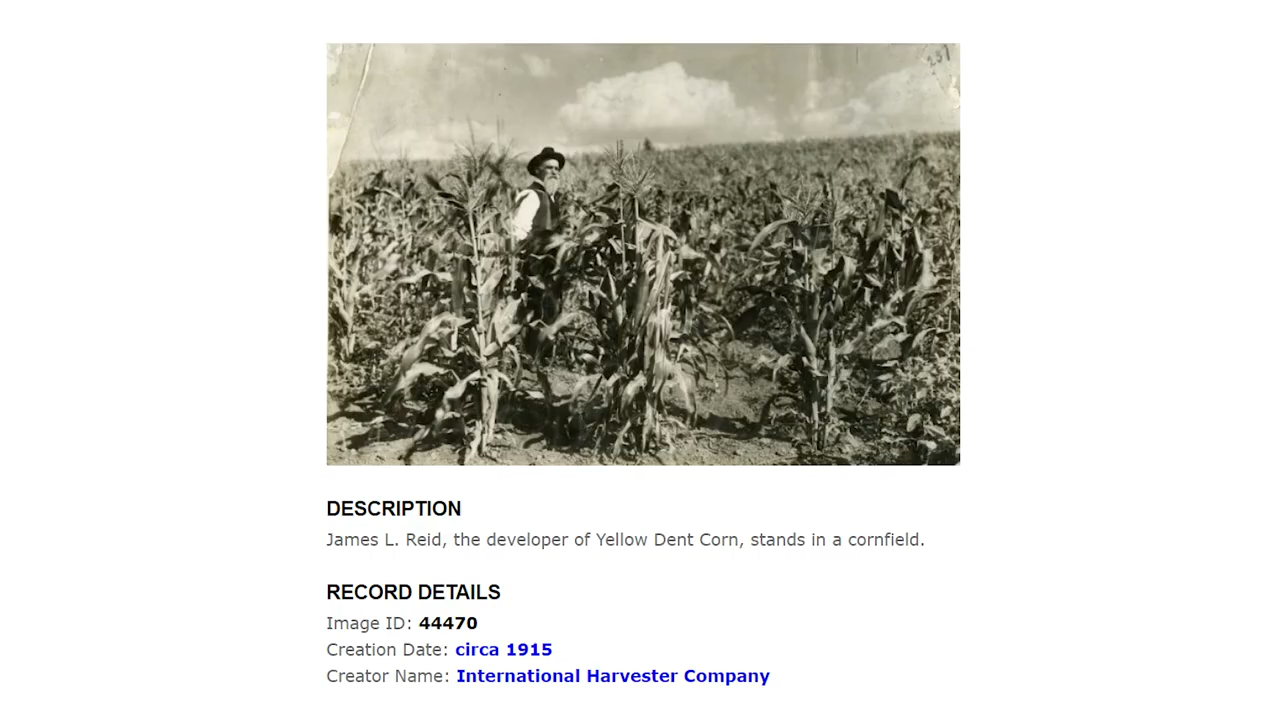 237
DESCRIPTION
James L. Reid, the developer of Yellow Dent Corn, stands in a cornfield.
RECORD DETAILS
Image ID: 44470
Creation Date: circa 1915
Creator Name: International Harvester Company